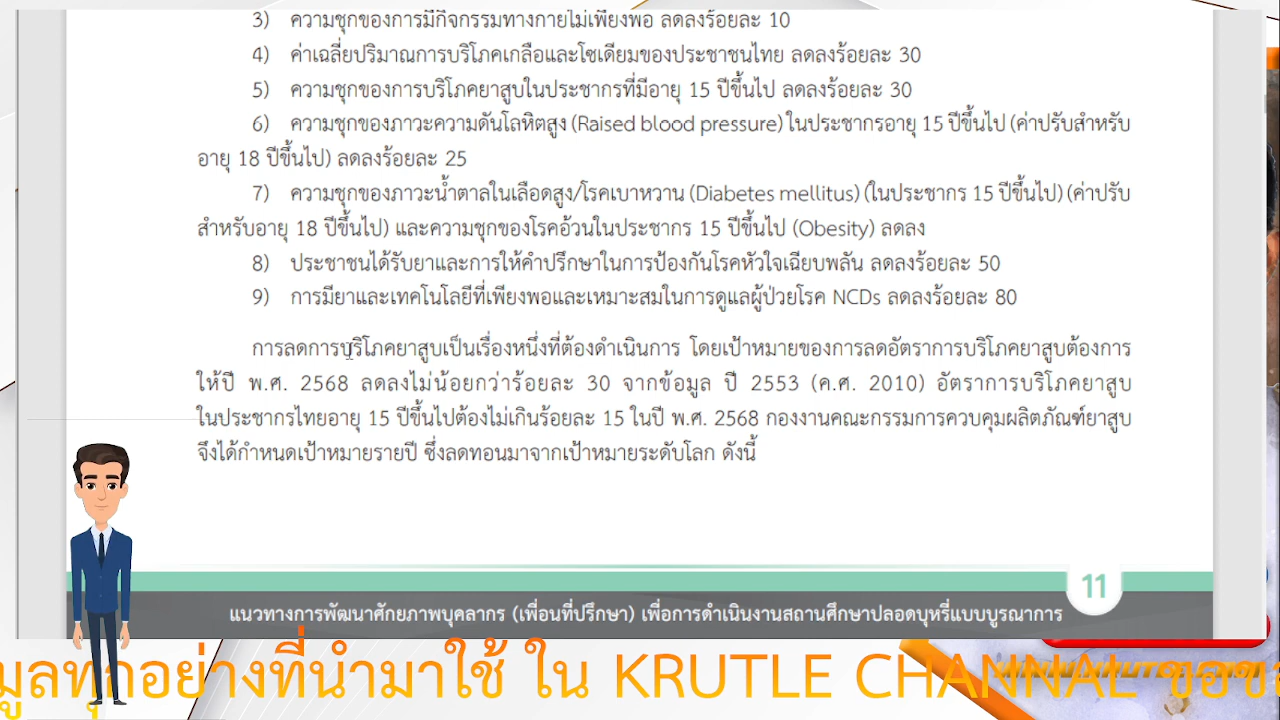 3) ความชุกของการมีกิจกรรมทางกายไม่เพียงพอ ลดลงร้อยละ 10
4) ค่าเฉลี่ยปริมาณการบริโภคเกลือและโซเดียมของประชาชนไทย ลดลงร้อยละ 30
5) ความชุกของการบริโภคยาสูบในประชากรที่มีอายุ 15 ปีขึ้นไป ลดลงร้อยละ 30
6) ความชุกของภาวะความดันโลหิตสูง (Raised blood pressure) ในประชากรอายุ 15 ปีขึ้นไป (ค่าปรับสำหรับ
อายุ 18 ปีขึ้นไป) ลดลงร้อยละ 25
7) ความชุกของภาวะน้ำตาลในเลือดสูง/โรคเบาหวาน (Diabetes mellitus) (ในประชากร 15 ปีขึ้นไป) (ค่าปรับ
สำหรับอายุ 18 ปีขึ้นไป) และความชุกของโรคอ้วนในประชากร 15 ปีขึ้นไป (Obesity) ลดลง
8) ประชาชนได้รับยาและการให้คำปรึกษาในการป้องกันโรคหัวใจเฉียบพลัน ลดลงร้อยละ 50
9) การมียาและเทคโนโลยีที่เพียงพอและเหมาะสมในการดูแลผู้ป่วยโรค NCDs ลดลงร้อยละ 80
การลดการบริโภคยาสูบเป็นเรื่องหนึ่งที่ต้องดำเนินการ โดยเป้าหมายของการลดอัตราการบริโภคยาสูบต้องการ
ให้ปี พ.ศ. 2568 ลดลงไม่น้อยกว่าร้อยละ 30 จากข้อมูล ปี 2553 (ค.ศ. 2010) อัตราการบริโภคยาสูบ
ในประชากรไทยอายุ 15 ปีขึ้นไปต้องไม่เกินร้อยละ 15 ในปี พ.ศ. 2568 กองงานคณะกรรมการควบคุมผลิตภัณฑ์ยาสูบ
จึงได้กำหนดเป้าหมายรายปี ซึ่งลดทอนมาจากเป้าหมายระดับโลก ดังนี้
11
แนวทางการพัฒนาศักยภาพบุคลากร (เพื่อนที่ปรึกษา) เพื่อการดำเนินงานสถานศึกษาปลอดบุหรี่แบบบูรณาการ
มูลทุกอย่างที่นำมาใช้ ใน KRUTLE CHANNAL ขอข